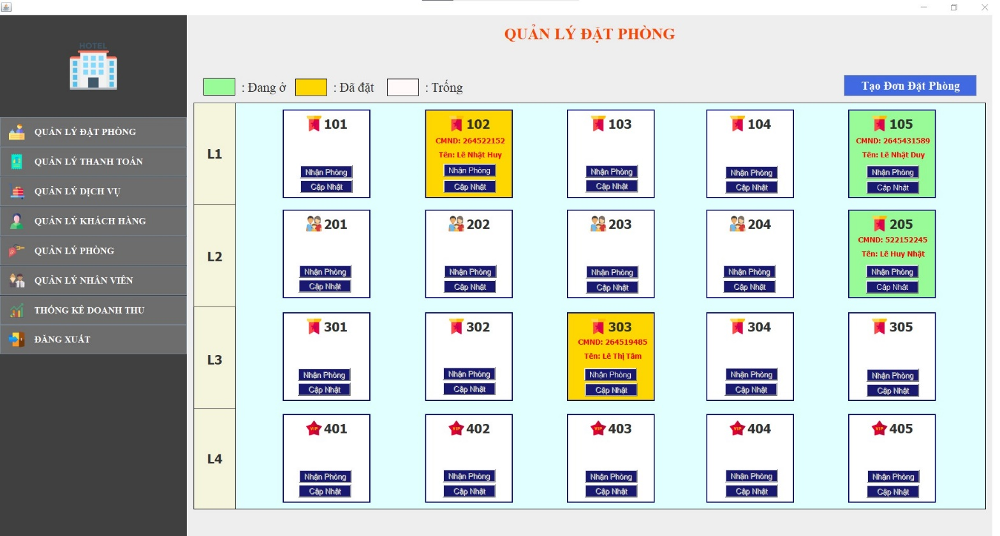 QUẢN LÝ ĐẶT PHÒNG
HOTEL
: Đang ở : Đã đặt : Trống
Tạo Đơn Đặt Phòng
QUẢN LÝ ĐẶT PHÒNG
QUẢN LÝ THANH TOÁN
QUẢN LÝ DỊCH VỤ
QUẢN LÝ KHÁCH HÀNG
QUẢN LÝ PHÒNG
QUẢN LÝ NHÂN VIÊN
THỐNG KÊ DOANH THU
ĐĂNG XUẤT
L1
101
Nhận Phòng
Cập Nhật
102
CMND: 264522152
Tên: Lê Nhật Huy
Nhận Phòng
Cập Nhật
103
Nhận Phòng
Cập Nhật
104
Nhận Phòng
Cập Nhật
105
CMND: 2645431589
Tên: Lê Nhật Duy
Nhận Phòng
Cập Nhật
L2
201
Nhận Phòng
Cập Nhật
202
Nhận Phòng
Cập Nhật
203
Nhận Phòng
Cập Nhật
204
Nhận Phòng
Cập Nhật
205
CMND: 522152245
Tên: Lê Huy Nhật
Nhận Phòng
Cập Nhật
L3
301
Nhận Phòng
Cập Nhật
302
Nhận Phòng
Cập Nhật
303
CMND: 264519485
Tên: Lê Thị Tâm
Nhận Phòng
Cập Nhật
304
Nhận Phòng
Cập Nhật
305
Nhận Phòng
Cập Nhật
L4
VIP 401
Nhận Phòng
Cập Nhật
VIP 402
Nhận Phòng
Cập Nhật
VIP 403
Nhận Phòng
Cập Nhật
VIP 404
Nhận Phòng
Cập Nhật
VIP 405
Nhận Phòng
Cập Nhật